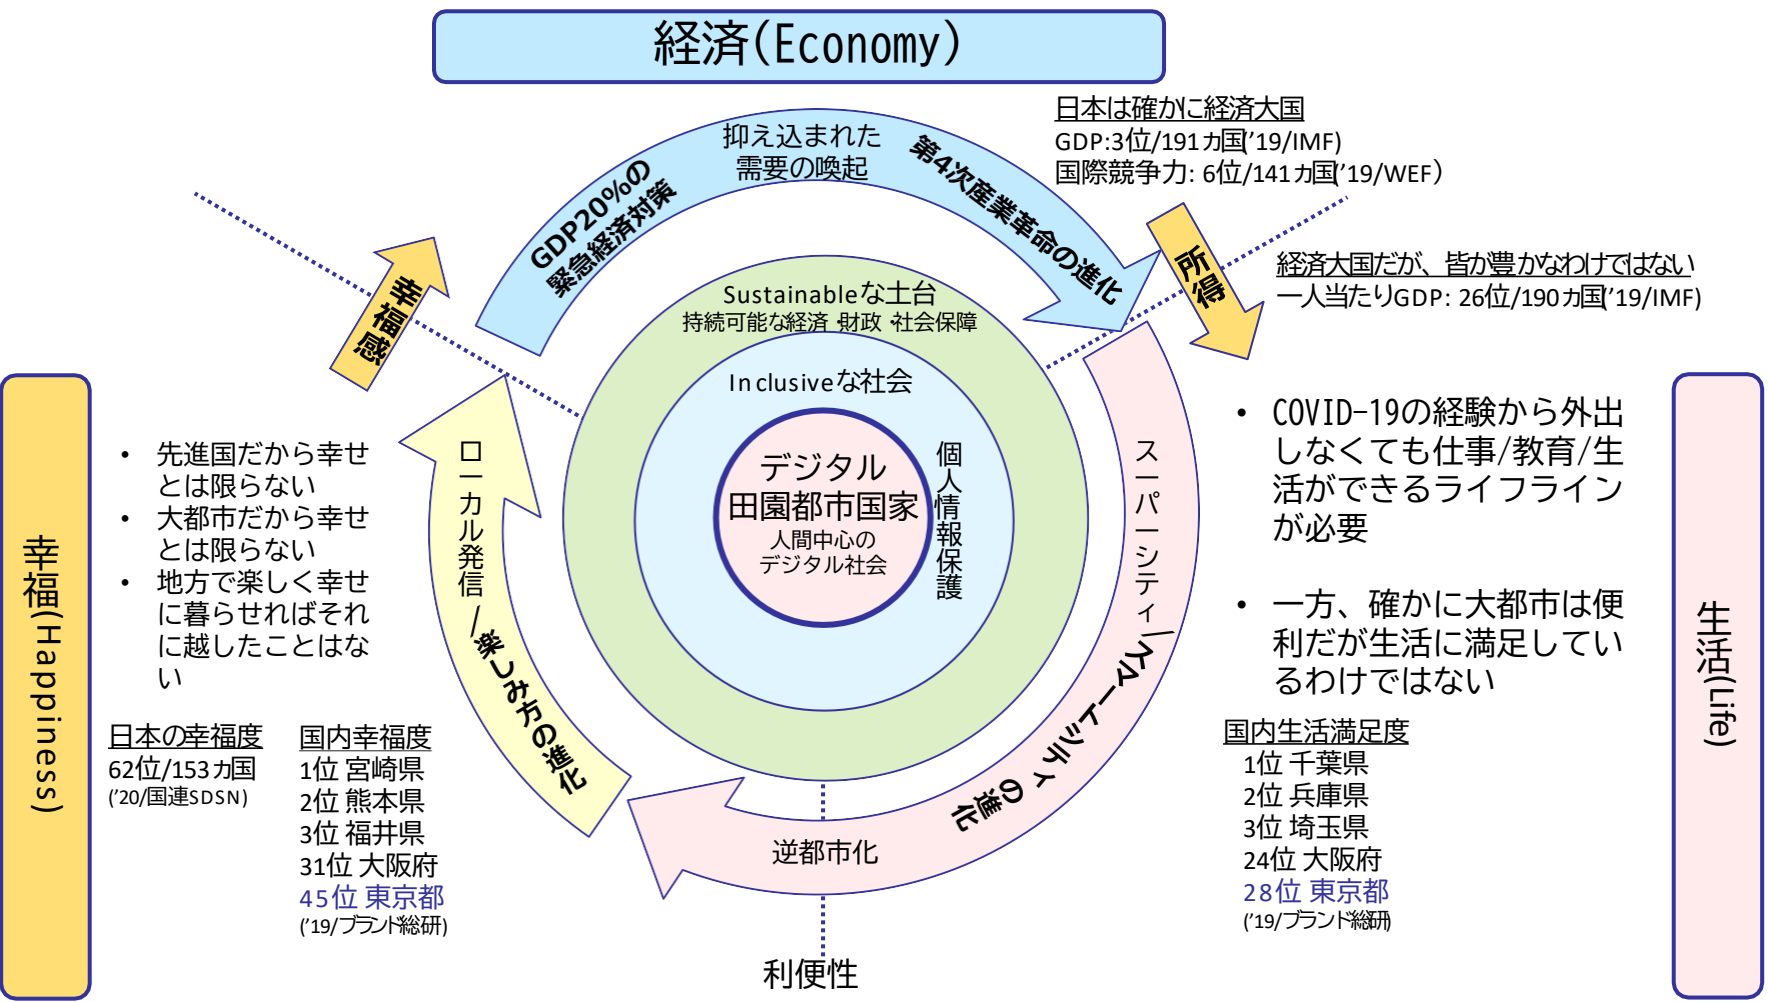 経済(Economy)
日本は確かに経済大国
GDP:3位/191カ国(’19/IMF)
国際競争力: 6位/141カ国(’19/WEF)
抑え込まれた
需要の喚起
GDP20%の
緊急経済対策
第4次産業革命の進化
幸福感
所得
経済大国だが、皆が豊かなわけではない
一人当たりGDP: 26位/190カ国(’19/IMF)
Sustainableな土台
持続可能な経済・財政・社会保障
Inclusiveな社会
個人情報保護
デジタル
田園都市国家
人間中心の
デジタル社会
ローカル発信/楽しみ方の進化
スーパーシティ/スマートシティの進化
逆都市化
利便性
幸福(Happiness)
• 先進国だから幸せ
とは限らない
• 大都市だから幸せ
とは限らない
• 地方で楽しく幸せ
に暮らせればそれ
に越したことはな
い
日本の幸福度
62位/153カ国
(’20/国連SDSN)
国内幸福度
1位 宮崎県
2位 熊本県
3位 福井県
31位 大阪府
45位 東京都
(’19/ブランド総研)
• COVID-19の経験から外出
しなくても仕事/教育/生
活ができるライフライン
が必要
• 一方、確かに大都市は便
利だが生活に満足してい
るわけではない
国内生活満足度
1位 千葉県
2位 兵庫県
3位 埼玉県
24位 大阪府
28位 東京都
(’19/ブランド総研)
生活(Life)